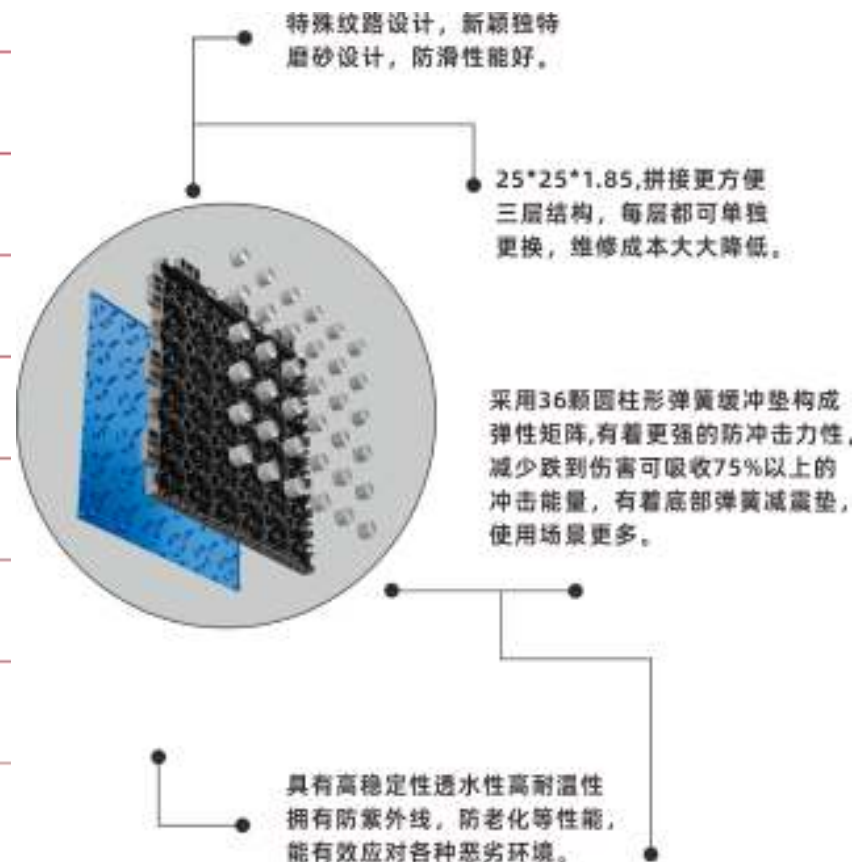 特殊纹路设计，新颖独特
磨砂设计，防滑性能好。
25*25*1.85,拼接更方便
三层结构，每层都可单独
更换，维修成本大大降低。
采用36颗圆柱形弹簧缓冲垫构成
弹性矩阵,有着更强的防冲击力性，
减少跌到伤害可吸收75%以上的
冲击能量，有着底部弹簧减震垫，
使用场景更多。
具有高稳定性透水性高耐温性
拥有防紫外线，防老化等性能，
能有效应对各种恶劣环境。